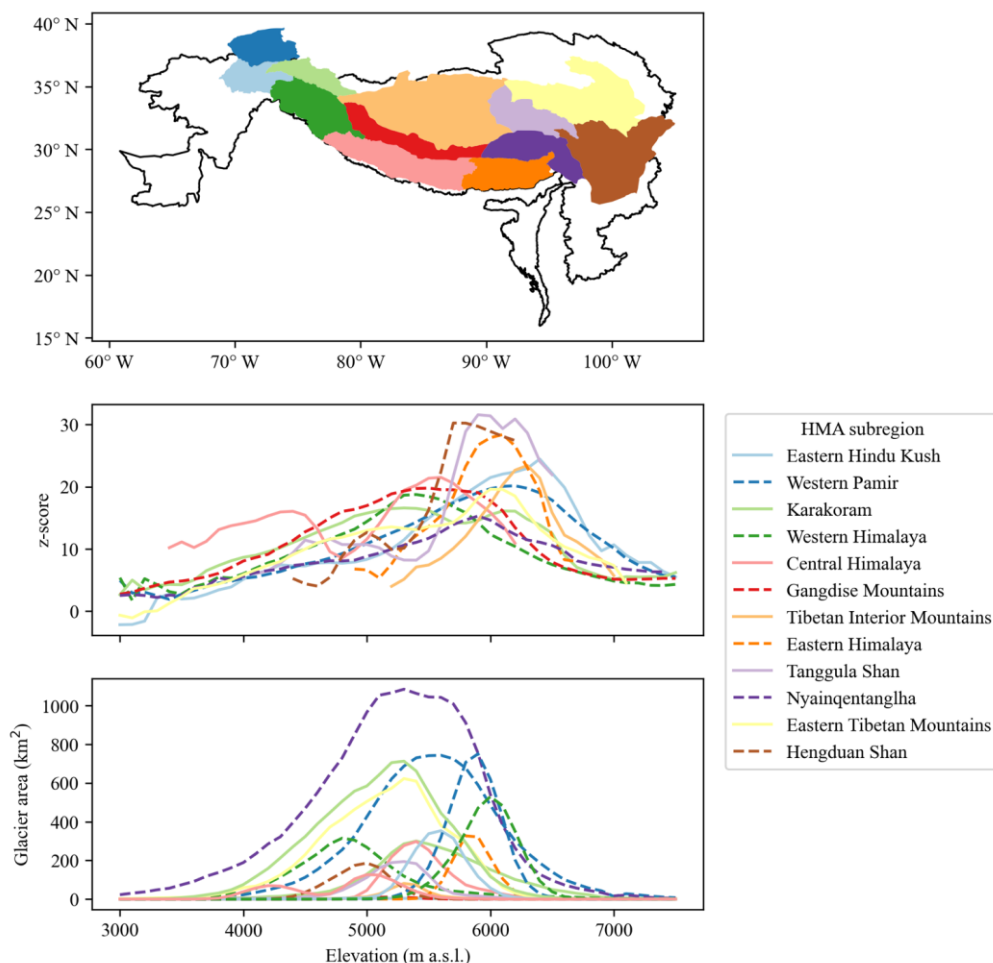 40° N
35° N
30° N
25° N
20° N
15° N
60° W 70° W 80° W 90° W 100° W
30
20
10
0
z-score
HMA subregion
Eastern Hindu Kush
Western Pamir
Karakoram
Western Himalaya
Central Himalaya
Gangdise Mountains
Tibetan Interior Mountains
Eastern Himalaya
Tanggula Shan
Nyainqentanglha
Eastern Tibetan Mountains
Hengduan Shan
1000
800
600
400
200
0
Glacier area (km²)
3000 4000 5000 6000 7000
Elevation (m a.s.l.)